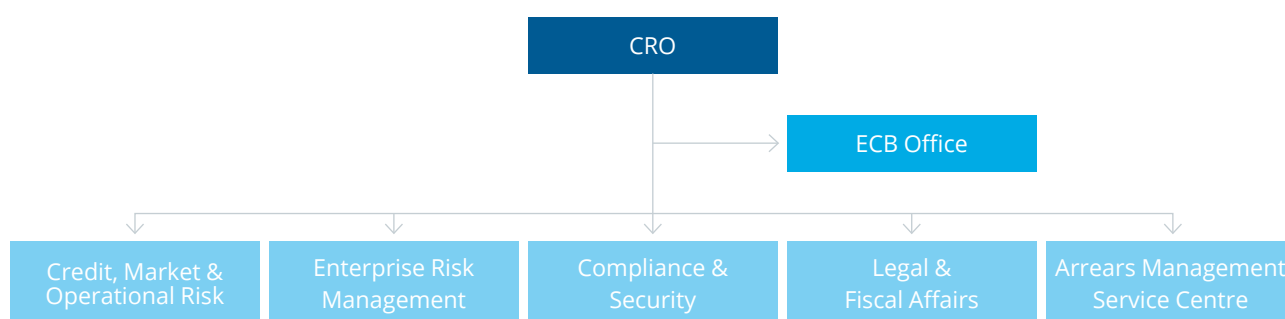 CRO
ECB Office
Credit, Market &
Operational Risk
Enterprise Risk
Management
Compliance &
Security
Legal &
Fiscal Affairs
Arrears Management
Service Centre